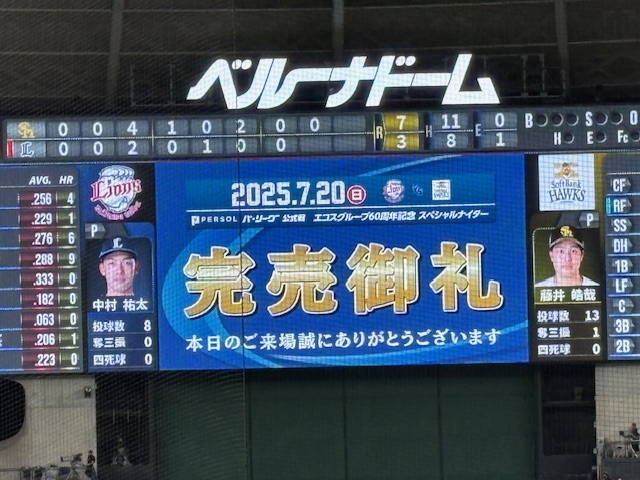 ベルーナドーム
SH 0 0 4 1 0 2 0 0 R 7 H 11 E 0 B S O
L 0 0 2 0 1 0 0 0 3 8 1 H E Fc
AVG. HR
.256 4
.229 1
.276 6
.288 9
.333 0
.182 0
.063 0
.206 1
.223 0
Lions
P
中村 祐太
投球数 8
奪三振 0
四死球 0
2025.7.20(日)
PERSOL パ・リーグ 公式戦 エコスグループ60周年記念 スペシャルナイター
完売御礼
本日のご来場誠にありがとうございます
SoftBank
HAWKS
P
藤井 皓哉
投球数 13
奪三振 1
四死球 0
CF
RF
SS
DH
1B
LF
C
3B
2B